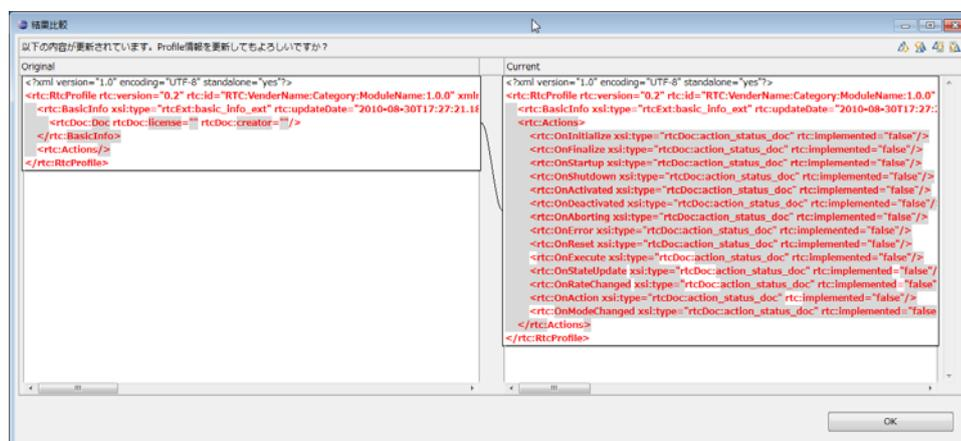 結果比較
以下の内容が更新されています。Profile情報を更新してもよろしいですか？
Original
<?xml version="1.0" encoding="UTF-8" standalone="yes"?>
<rtc:RtcProfile rtc:version="0.2" rtc:id="RTC:VenderName:Category:ModuleName:1.0.0" xmln
<rtc:BasicInfo xsi:type="rtcExt:basic_info_ext" rtc:updateDate="2010-08-30T17:27:21.18
<rtcDoc:Doc rtcDoc:license="" rtcDoc:creator=""/>
</rtc:BasicInfo>
<rtc:Actions/>
</rtc:RtcProfile>
Current
<?xml version="1.0" encoding="UTF-8" standalone="yes"?>
<rtc:RtcProfile rtc:version="0.2" rtc:id="RTC:VenderName:Category:ModuleName:1.0.0"
<rtc:BasicInfo xsi:type="rtcExt:basic_info_ext" rtc:updateDate="2010-08-30T17:27:
<rtc:Actions>
<rtc:OnInitialize xsi:type="rtcDoc:action_status_doc" rtc:implemented="false"/>
<rtc:OnFinalize xsi:type="rtcDoc:action_status_doc" rtc:implemented="false"/>
<rtc:OnStartup xsi:type="rtcDoc:action_status_doc" rtc:implemented="false"/>
<rtc:OnShutdown xsi:type="rtcDoc:action_status_doc" rtc:implemented="false"/>
<rtc:OnActivated xsi:type="rtcDoc:action_status_doc" rtc:implemented="false"/>
<rtc:OnDeactivated xsi:type="rtcDoc:action_status_doc" rtc:implemented="false"/
<rtc:OnAborting xsi:type="rtcDoc:action_status_doc" rtc:implemented="false"/>
<rtc:OnError xsi:type="rtcDoc:action_status_doc" rtc:implemented="false"/>
<rtc:OnReset xsi:type="rtcDoc:action_status_doc" rtc:implemented="false"/>
<rtc:OnExecute xsi:type="rtcDoc:action_status_doc" rtc:implemented="false"/>
<rtc:OnStateUpdate xsi:type="rtcDoc:action_status_doc" rtc:implemented="false"/
<rtc:OnRateChanged xsi:type="rtcDoc:action_status_doc" rtc:implemented="false"
<rtc:OnAction xsi:type="rtcDoc:action_status_doc" rtc:implemented="false"/>
<rtc:OnModeChanged xsi:type="rtcDoc:action_status_doc" rtc:implemented="false
</rtc:Actions>
</rtc:RtcProfile>
OK